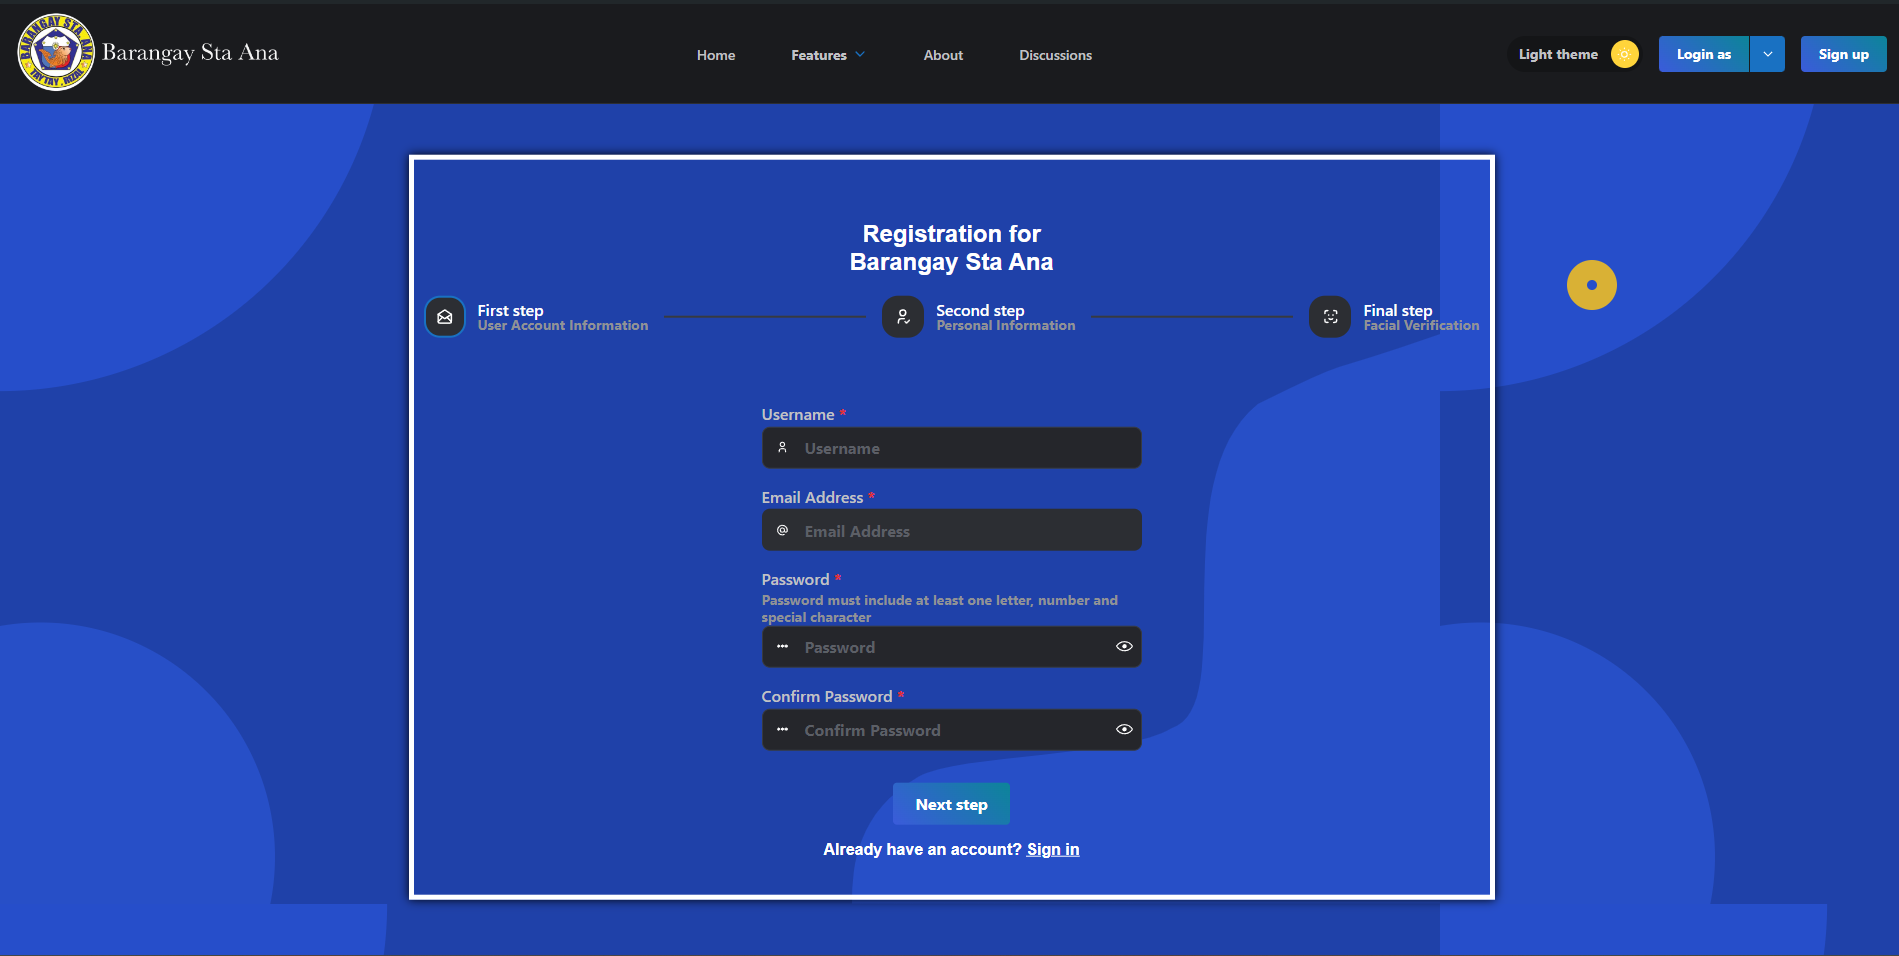 BARANGAY STA. ANA
TAYTAY, RIZAL
Barangay Sta Ana
Home
Features
About
Discussions
Light theme
Login as
Sign up
Registration for
Barangay Sta Ana
First step
User Account Information
Second step
Personal Information
Final step
Facial Verification
Username *
Username
Email Address *
Email Address
Password *
Password must include at least one letter, number and
special character
Password
Confirm Password *
Confirm Password
Next step
Already have an account? Sign in